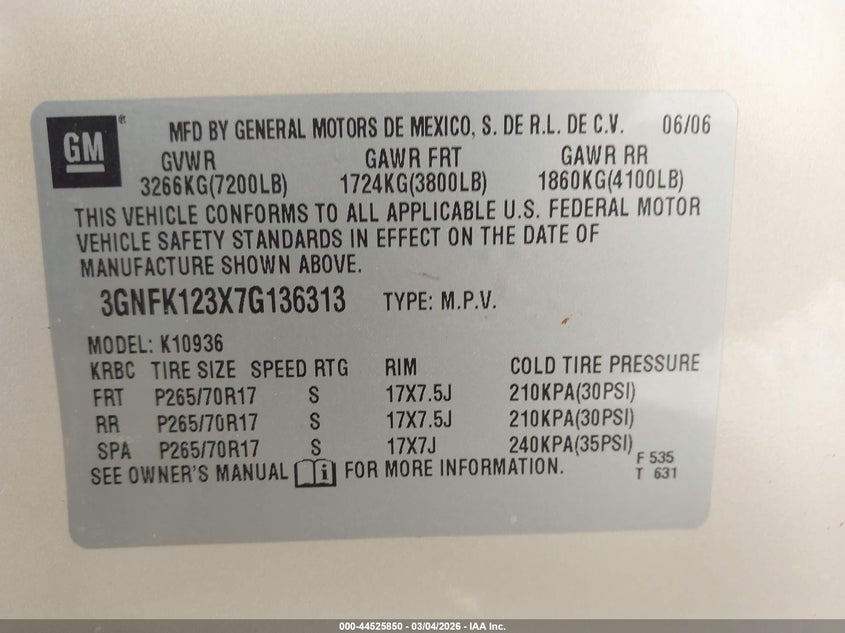 GM ® MFD BY GENERAL MOTORS DE MEXICO, S. DE R.L. DE C.V. 06/06
GVWR GAWR FRT GAWR RR
3266KG(7200LB) 1724KG(3800LB) 1860KG(4100LB)
THIS VEHICLE CONFORMS TO ALL APPLICABLE U.S. FEDERAL MOTOR
VEHICLE SAFETY STANDARDS IN EFFECT ON THE DATE OF
MANUFACTURE SHOWN ABOVE.
3GNFK123X7G136313 TYPE: M.P.V.
MODEL: K10936
KRBC TIRE SIZE SPEED RTG RIM COLD TIRE PRESSURE
FRT P265/70R17 S 17X7.5J 210KPA(30PSI)
RR P265/70R17 S 17X7.5J 210KPA(30PSI)
SPA P265/70R17 S 17X7J 240KPA(35PSI)
SEE OWNER'S MANUAL i FOR MORE INFORMATION.
F 535
T 631
000-44525850 - 03/04/2026 - IAA Inc.